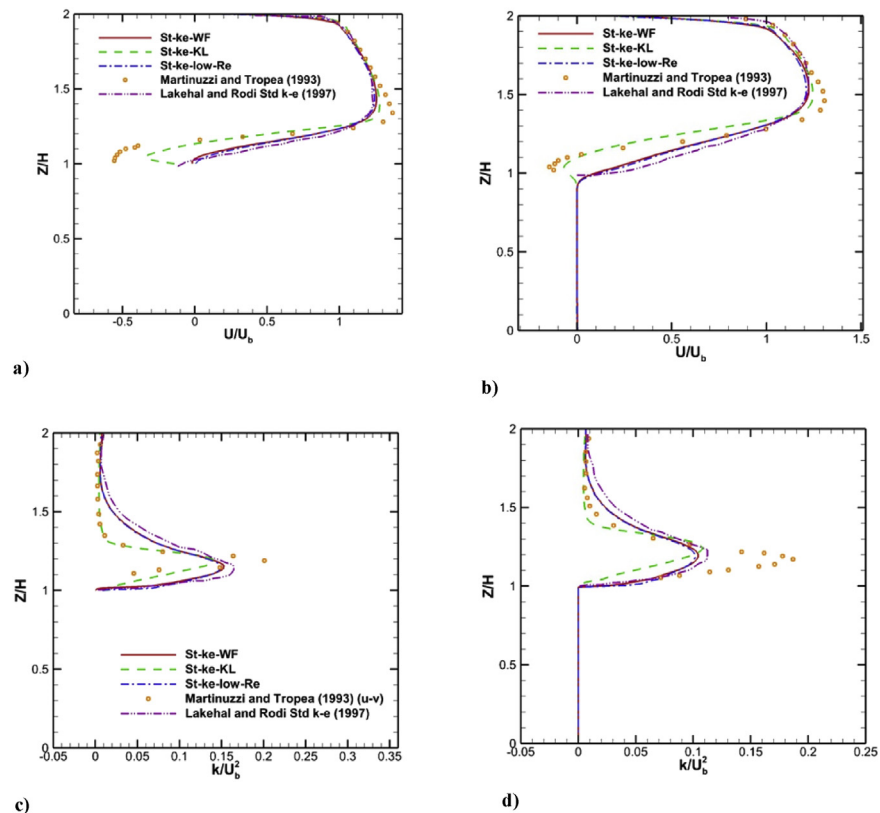 2
1.5
1
0.5
0
Z/H
St-ke-WF
St-ke-KL
St-ke-low-Re
Martinuzzi and Tropea (1993)
Lakehal and Rodi Std k-e (1997)
-0.5
0
0.5
1
U/Ub
a)
2
1.5
1
0.5
0
Z/H
St-ke-WF
St-ke-KL
St-ke-low-Re
Martinuzzi and Tropea (1993)
Lakehal and Rodi Std k-e (1997)
0
0.5
1
1.5
U/Ub
b)
2
1.5
1
0.5
0
Z/H
St-ke-WF
St-ke-KL
St-ke-low-Re
Martinuzzi and Tropea (1993) (u-v)
Lakehal and Rodi Std k-e (1997)
-0.05
0
0.05
0.1
0.15
0.2
0.25
0.3
0.35
k/Ub²
c)
2
1.5
1
0.5
0
Z/H
-0.05
0
0.05
0.1
0.15
0.2
0.25
k/Ub²
d)